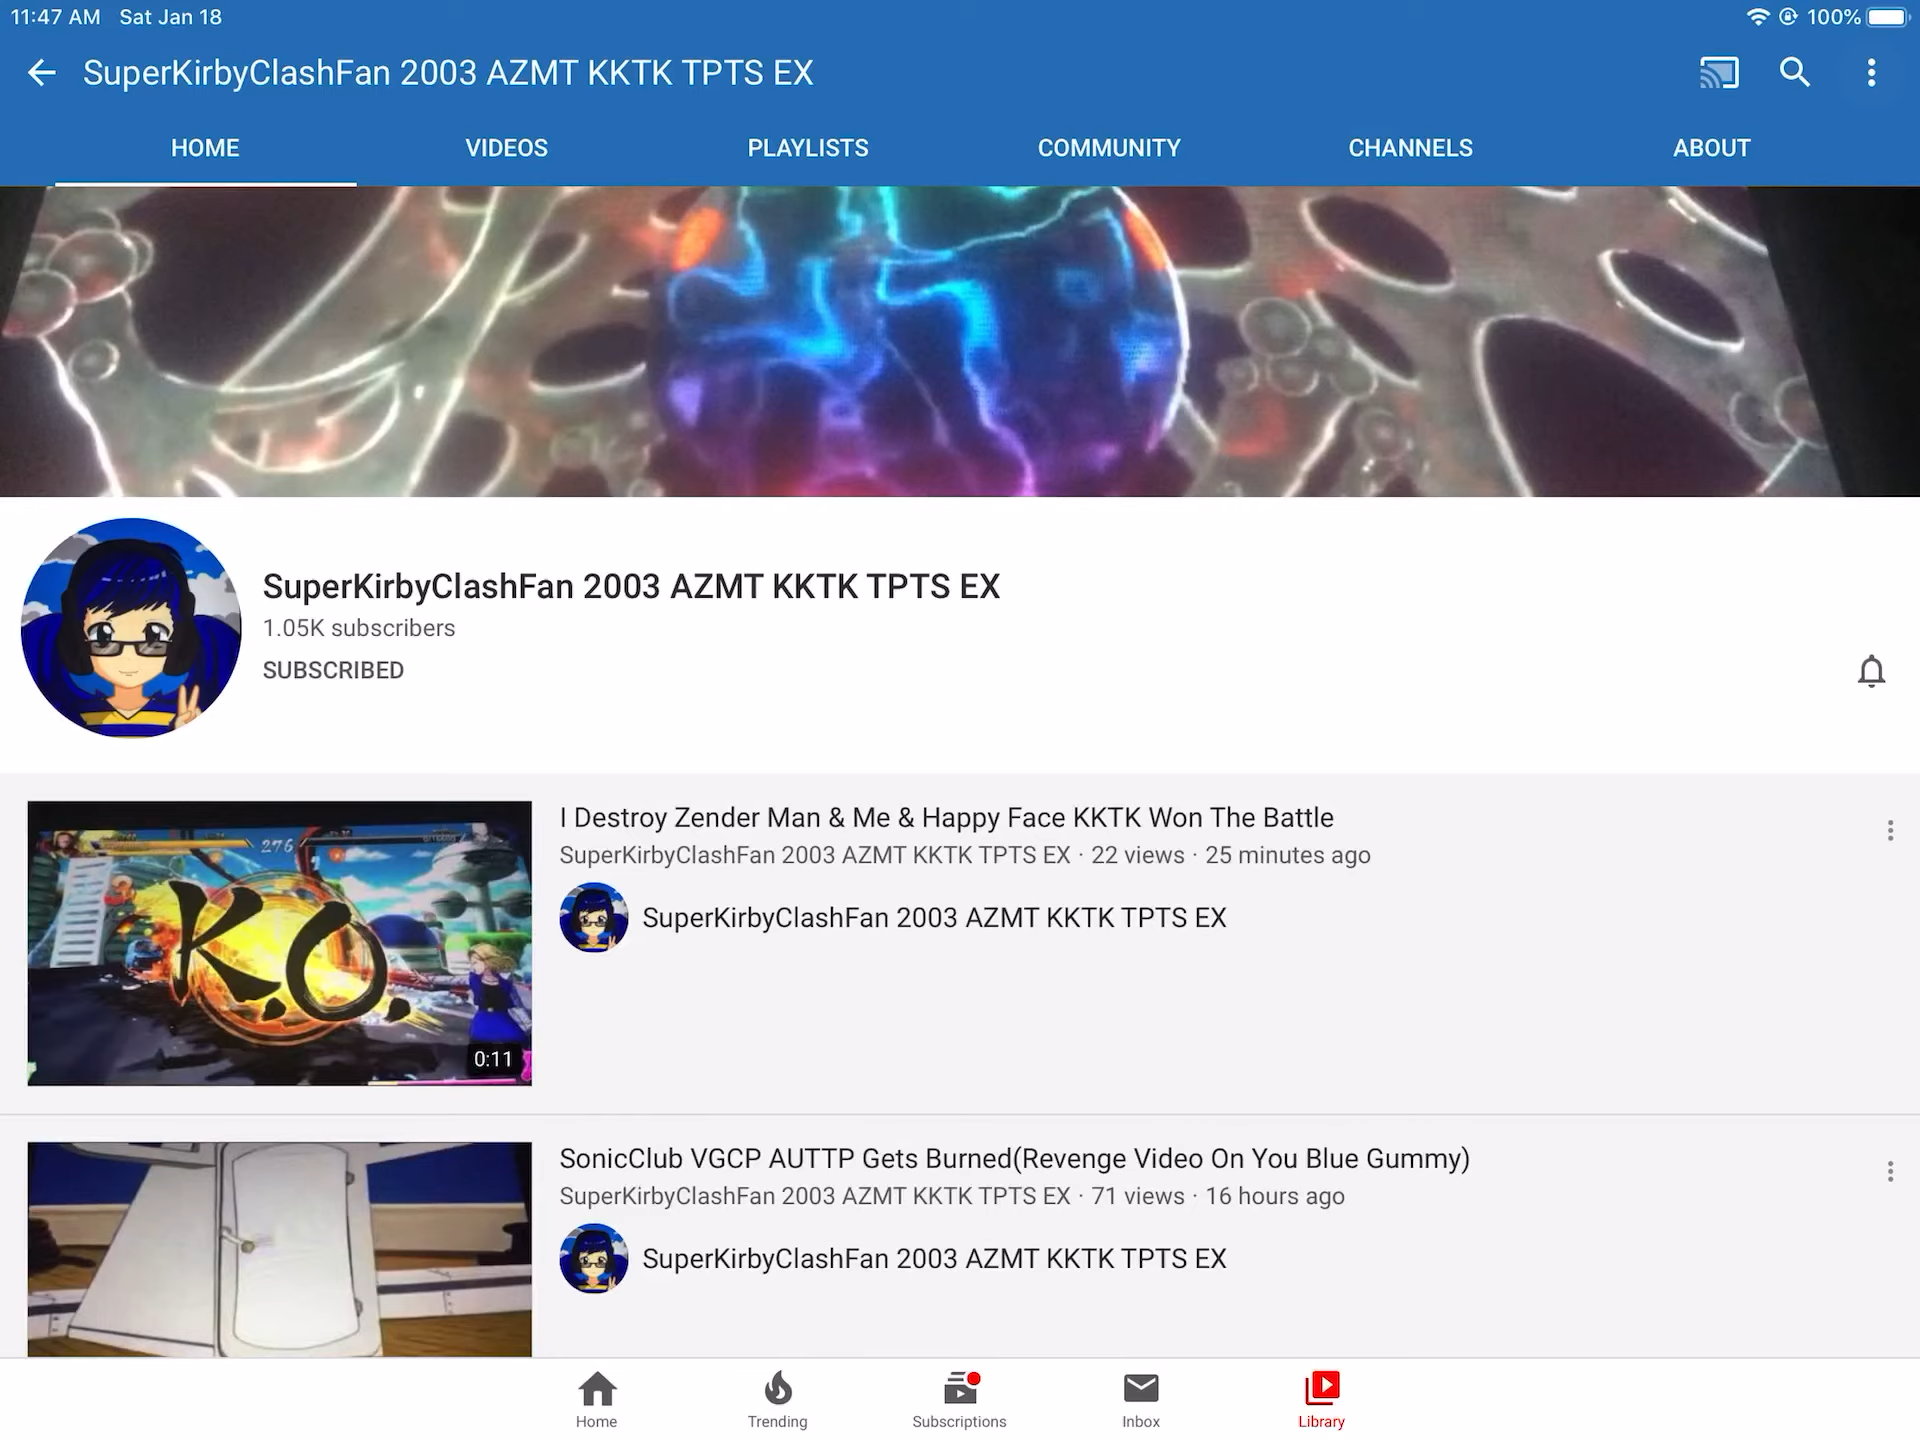 11:47 AM Sat Jan 18
100%
SuperKirbyClashFan 2003 AZMT KKTK TPTS EX
HOME VIDEOS PLAYLISTS COMMUNITY CHANNELS ABOUT
SuperKirbyClashFan 2003 AZMT KKTK TPTS EX
1.05K subscribers
SUBSCRIBED
276
K.O.
0:11
I Destroy Zender Man & Me & Happy Face KKTK Won The Battle
SuperKirbyClashFan 2003 AZMT KKTK TPTS EX · 22 views · 25 minutes ago
SuperKirbyClashFan 2003 AZMT KKTK TPTS EX
SonicClub VGCP AUTTP Gets Burned(Revenge Video On You Blue Gummy)
SuperKirbyClashFan 2003 AZMT KKTK TPTS EX · 71 views · 16 hours ago
SuperKirbyClashFan 2003 AZMT KKTK TPTS EX
Home Trending Subscriptions Inbox Library